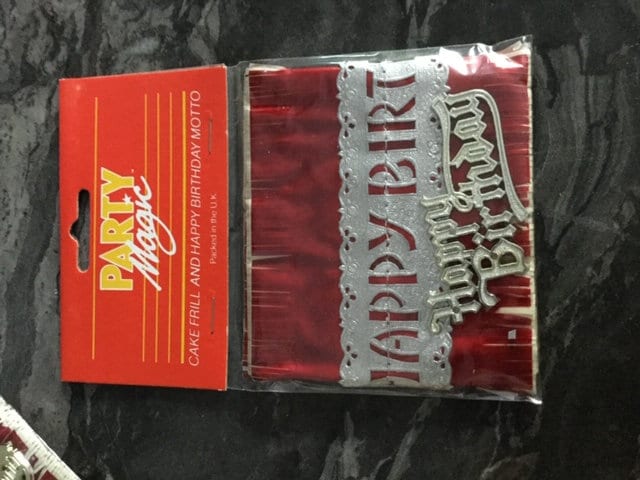 PARTY
Magic
CAKE FRILL AND HAPPY BIRTHDAY MOTTO
Packed in the U.K.
HAPPY BIRT
Happy
Birthday